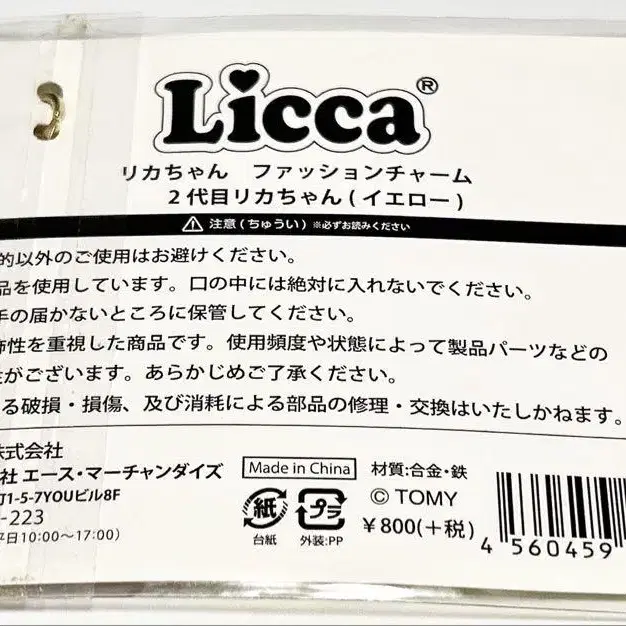 Licca®
リカちゃん ファッションチャーム
2代目リカちゃん(イエロー)
注意(ちゅうい) ※必ずお読みください
的以外のご使用はお避けください。
品を使用しています。口の中には絶対に入れないでください。
手の届かないところに保管してください。
飾性を重視した商品です。使用頻度や状態によって製品パーツなどの
がございます。あらかじめご了承ください。
る破損・損傷、及び消耗による部品の修理・交換はいたしかねます。
株式会社
社 エース・マーチャンダイズ
1-5-7YOUビル8F
-223
平日10:00～17:00)
Made in China
材質:合金・鉄
紙
台紙
プラ
外装:PP
© TOMY
¥800(+税)
4 560459